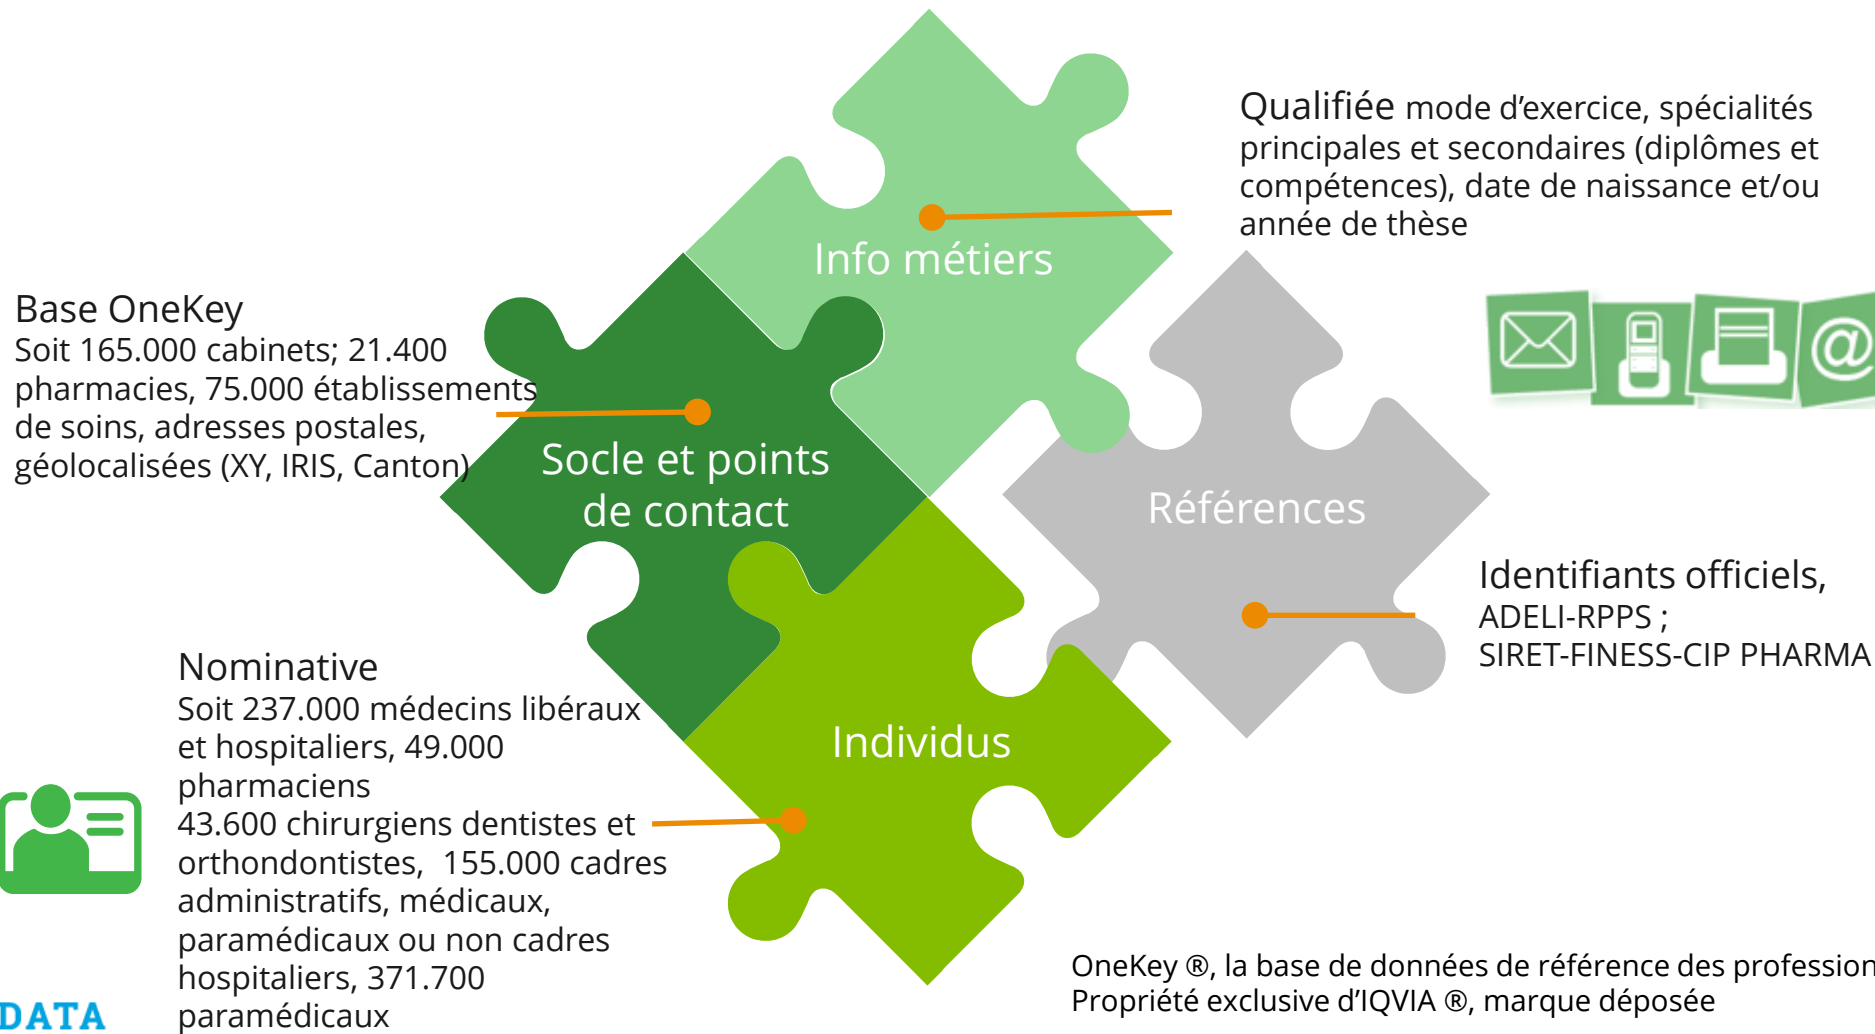 Qualifiée mode d'exercice, spécialités
principales et secondaires (diplômes et
compétences), date de naissance et/ou
année de thèse
Info métiers
Base OneKey
Soit 165.000 cabinets; 21.400
pharmacies, 75.000 établissements
de soins, adresses postales,
géolocalisées (XY, IRIS, Canton)
@
Socle et points
de contact
Références
Identifiants officiels,
ADELI-RPPS ;
SIRET-FINESS-CIP PHARMA
Nominative
Soit 237.000 médecins libéraux
et hospitaliers, 49.000
pharmaciens
43.600 chirurgiens dentistes et
orthondontistes, 155.000 cadres
administratifs, médicaux,
paramédicaux ou non cadres
hospitaliers, 371.700
paramédicaux
Individus
OneKey ®, la base de données de référence des profession
Propriété exclusive d'IQVIA ®, marque déposée
DATA